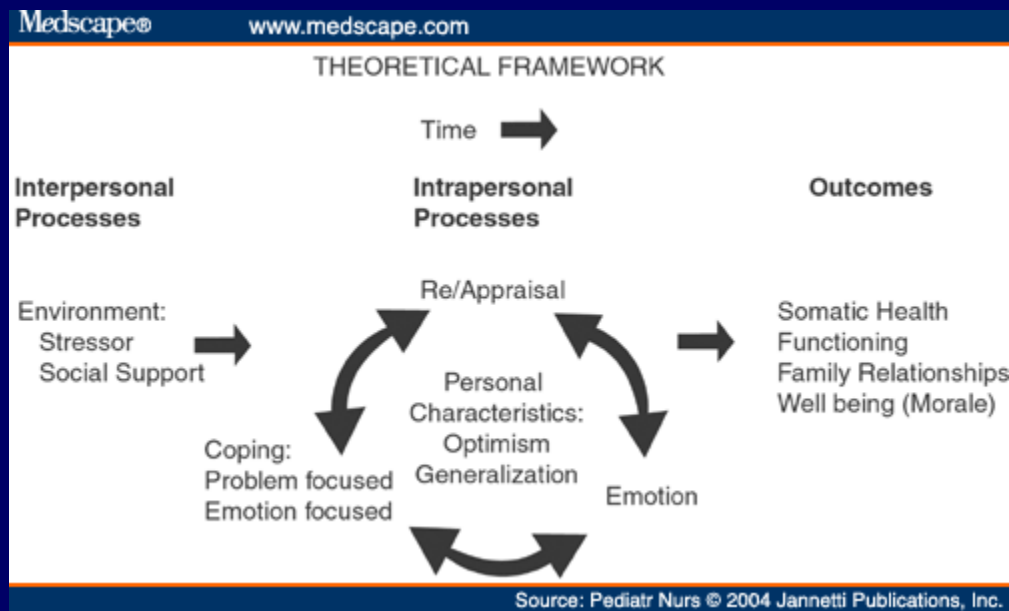 Medscape® www.medscape.com
THEORETICAL FRAMEWORK
Time
Interpersonal
Processes
Intrapersonal
Processes
Outcomes
Environment:
Stressor
Social Support
Re/Appraisal
Personal
Characteristics:
Optimism
Generalization
Coping:
Problem focused
Emotion focused
Emotion
Somatic Health
Functioning
Family Relationships
Well being (Morale)
Source: Pediatr Nurs © 2004 Jannetti Publications, Inc.